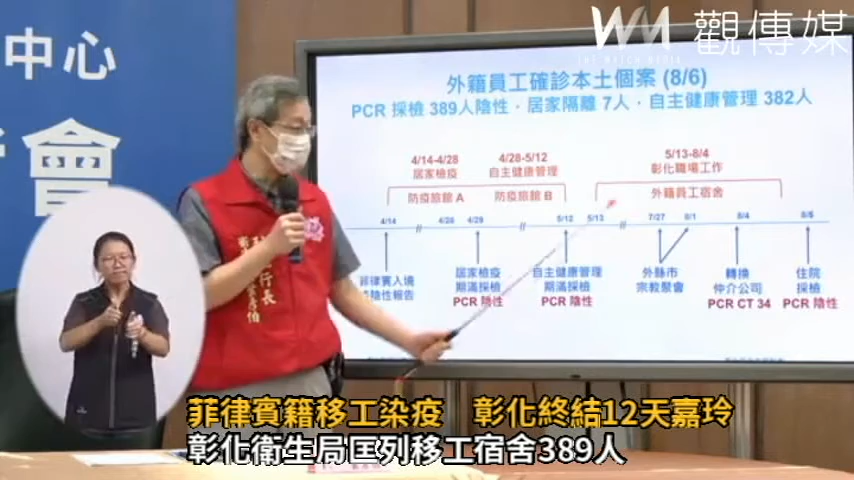 中心
會
WM 觀傳媒
THE WATCH MEDIA
外籍員工確診本土個案 (8/6)
PCR 採檢 389人陰性．居家隔離 7人．自主健康管理 382人
4/14-4/28
居家檢疫
4/28-5/12
自主健康管理
5/13-8/4
彰化職場工作
防疫旅館 A
防疫旅館 B
外籍員工宿舍
4/14
4/28
4/29
5/12
5/13
7/27
8/1
8/4
8/6
菲律賓入境
陰性報告
居家檢疫
期滿採檢
PCR 陰性
自主健康管理
期滿採檢
PCR 陰性
外縣市
宗教聚會
轉換
仲介公司
PCR CT 34
住院
採檢
PCR 陰性
行長
伯
菲律賓籍移工染疫 彰化終結12天嘉玲
彰化衛生局匡列移工宿舍389人